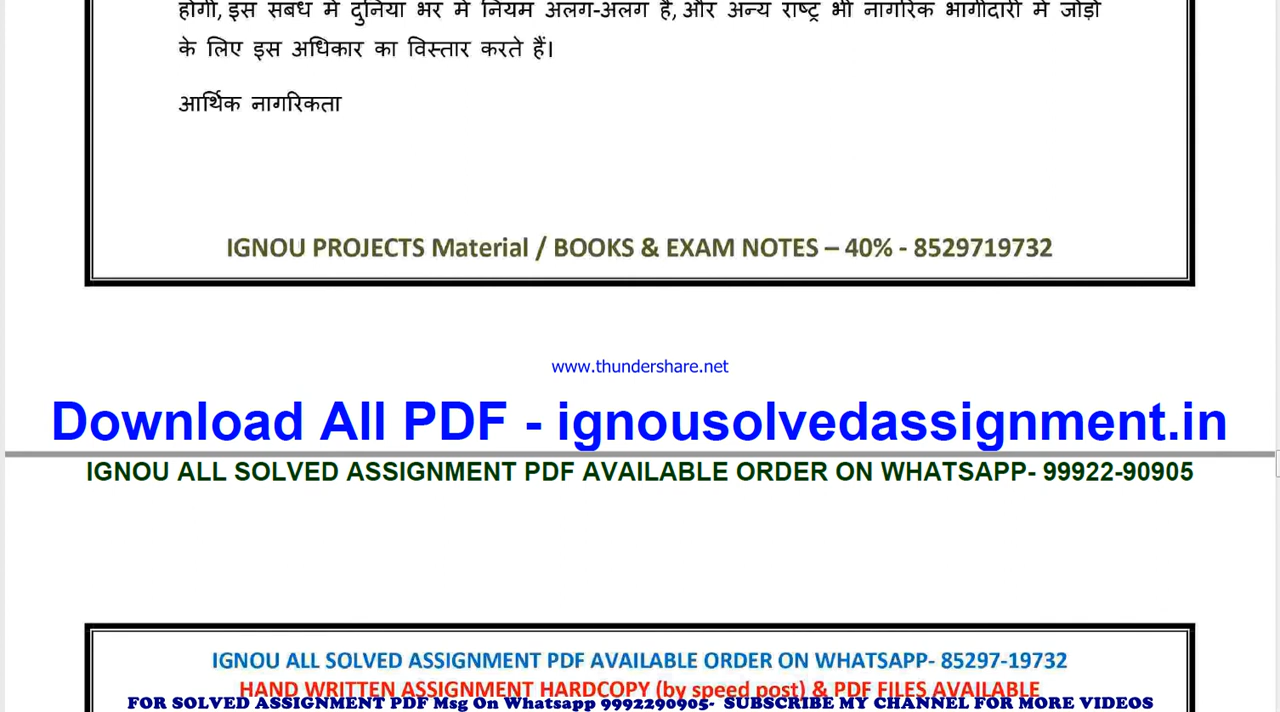 होगी, इस संबंध में दुनिया भर में नियम अलग-अलग हैं, और अन्य राष्ट्र भी नागरिक भागीदारी में जोड़ों
के लिए इस अधिकार का विस्तार करते हैं।
आर्थिक नागरिकता
IGNOU PROJECTS Material / BOOKS & EXAM NOTES – 40% - 8529719732
www.thundershare.net
Download All PDF - ignousolvedassignment.in
IGNOU ALL SOLVED ASSIGNMENT PDF AVAILABLE ORDER ON WHATSAPP- 99922-90905
IGNOU ALL SOLVED ASSIGNMENT PDF AVAILABLE ORDER ON WHATSAPP- 85297-19732
HAND WRITTEN ASSIGNMENT HARDCOPY (by speed post) & PDF FILES AVAILABLE
FOR SOLVED ASSIGNMENT PDF Msg On Whatsapp 9992290905- SUBSCRIBE MY CHANNEL FOR MORE VIDEOS